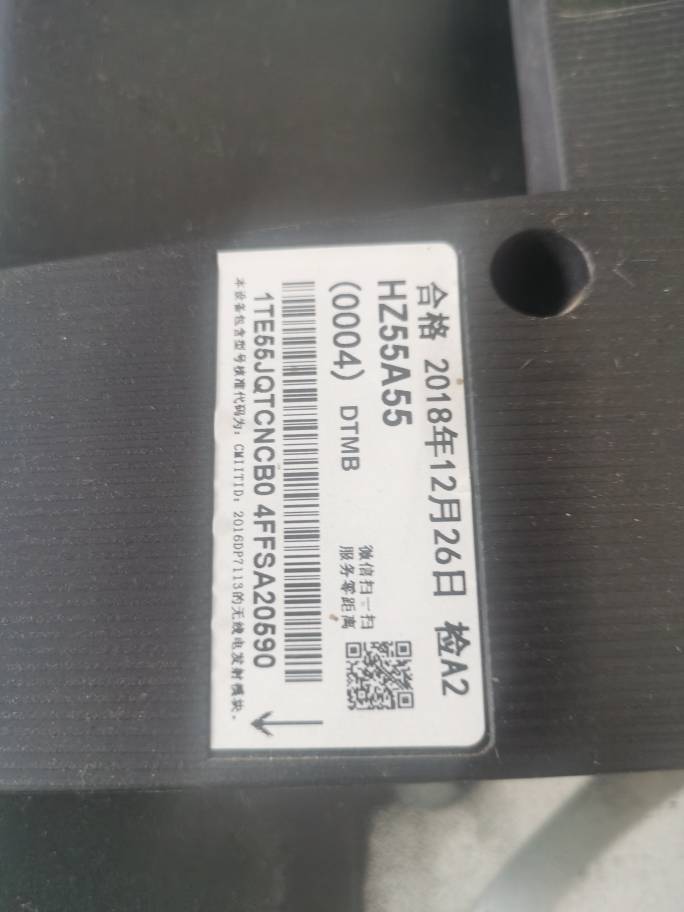 合格 2018年12月26日 检A2
HZ55A55
(0004) DTMB
微信扫一扫
服务零距离
1TE55JQTCNCB0 4FFSA20590
本设备包含型号核准代码为：CMIITID：2016DP7113的无线电发射模块。